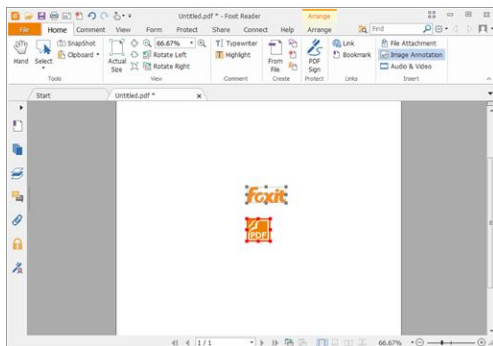 Untitled.pdf * - Foxit Reader
Arrange
File Home Comment View Form Protect Share Connect Help Arrange
Find
Hand
Select
SnapShot
Clipboard
Tools
Actual Size
66.67%
Rotate Left
Rotate Right
View
Typewriter
Highlight
Comment
From File
Create
PDF Sign
Protect
Link
Bookmark
Links
File Attachment
Image Annotation
Audio & Video
Insert
Start
Untitled.pdf *
foxit
PDF
1 / 1
66.67%